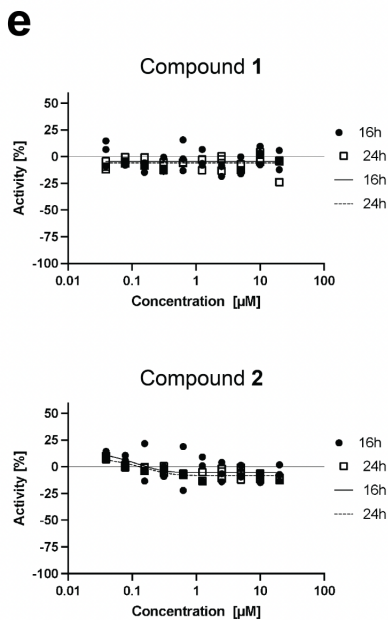 e
Compound 1
50
25
0
-25
-50
-75
-100
Activity [%]
0.01
0.1
1
10
100
Concentration [µM]
16h
24h
16h
24h
Compound 2
50
25
0
-25
-50
-75
-100
Activity [%]
0.01
0.1
1
10
100
Concentration [µM]
16h
24h
16h
24h